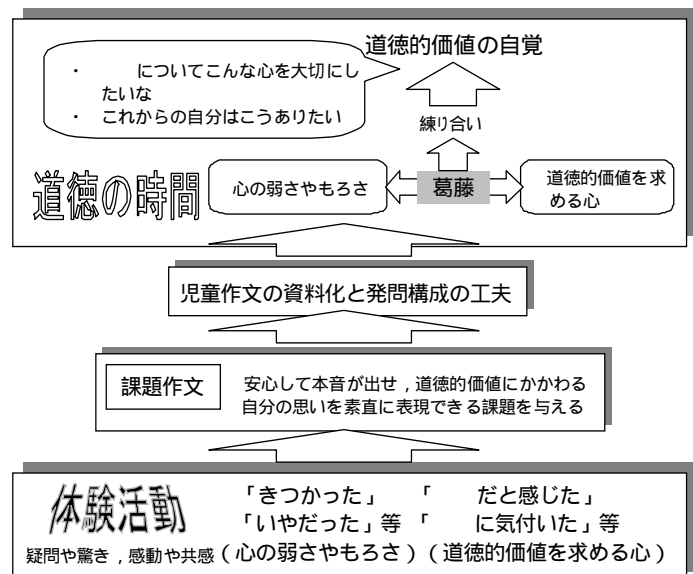 道徳的価値の自覚
・　　についてこんな心を大切にし
たいな
・ これからの自分はこうありたい
練り合い
道徳の時間
心の弱さやもろさ
葛藤
道徳的価値を求
める心
児童作文の資料化と発問構成の工夫
課題作文
安心して本音が出せ，道徳的価値にかかわる
自分の思いを素直に表現できる課題を与える
体験活動
「きつかった」　「　　だと感じた」
「いやだった」等　「　　に気付いた」等
疑問や驚き，感動や共感（心の弱さやもろさ）（道徳的価値を求める心）